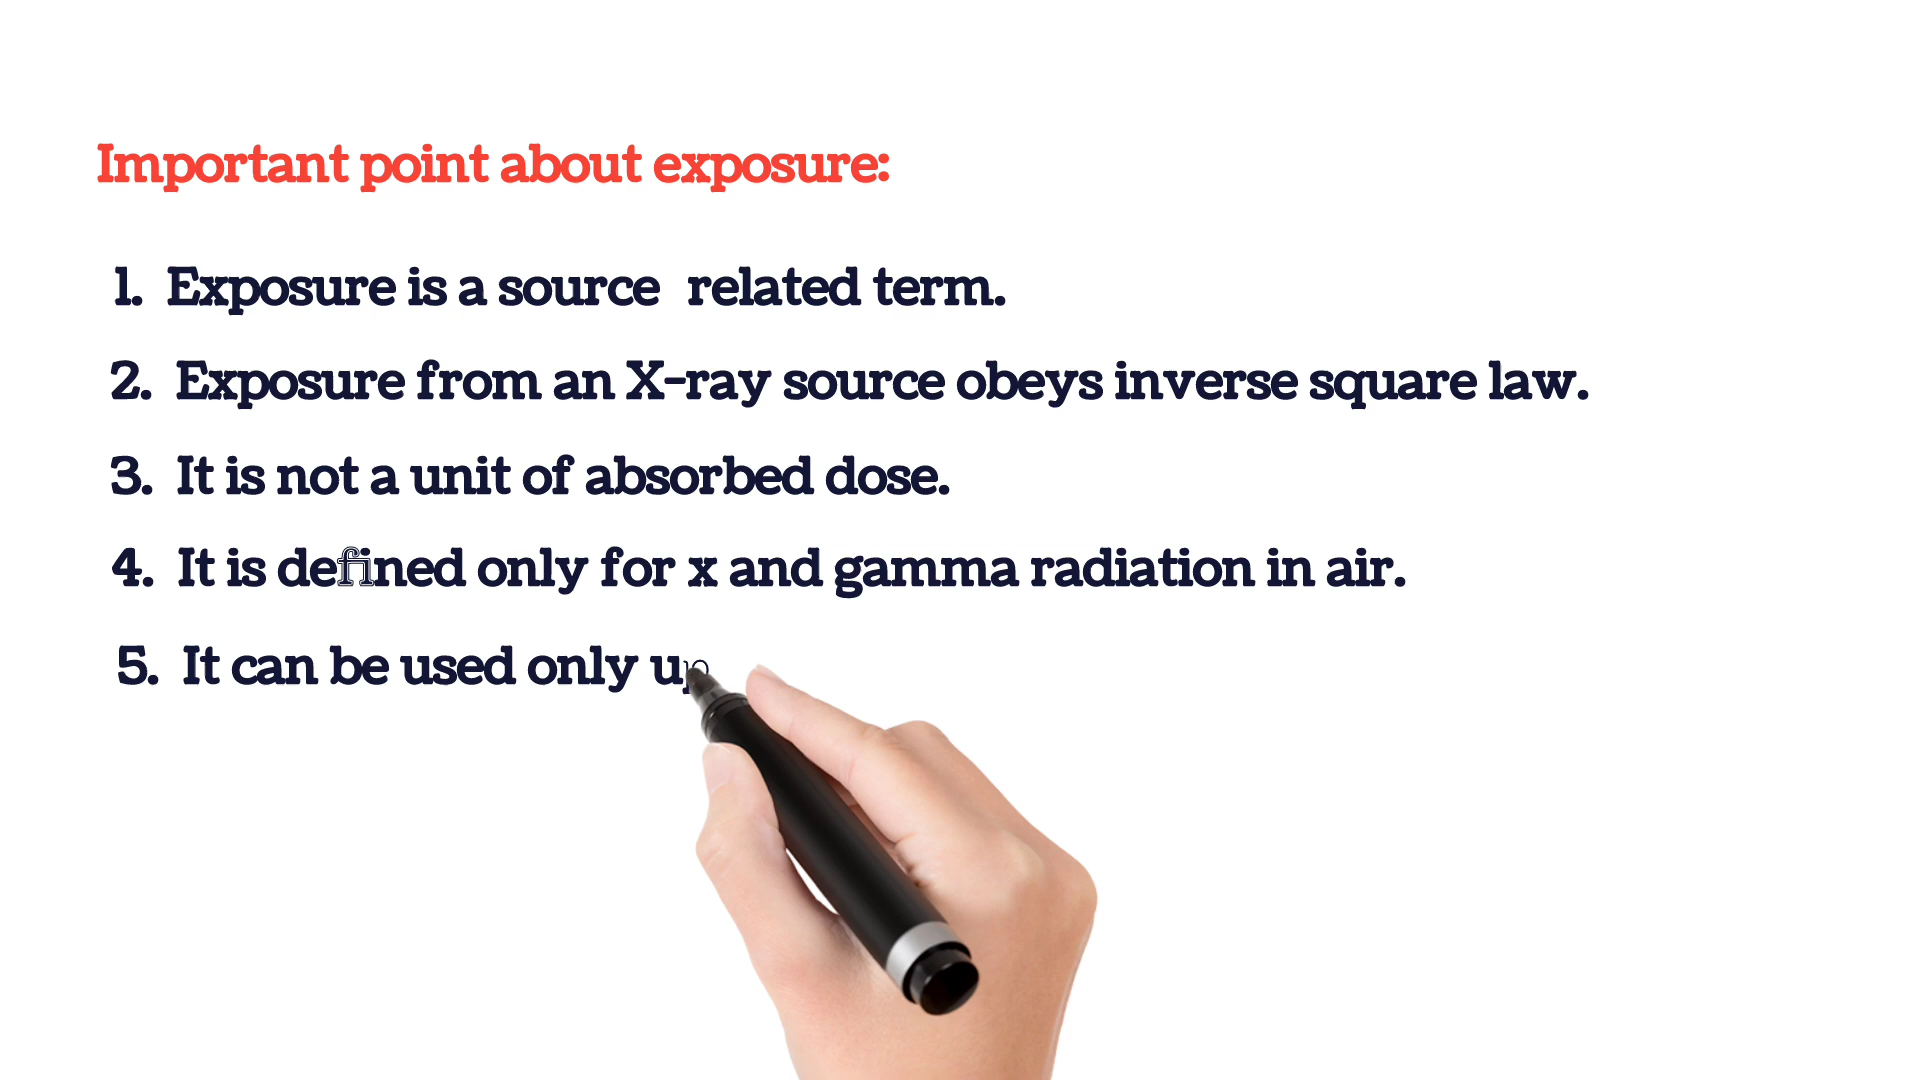 Important point about exposure:
1. Exposure is a source related term.
2. Exposure from an X-ray source obeys inverse square law.
3. It is not a unit of absorbed dose.
4. It is defined only for x and gamma radiation in air.
5. It can be used only up